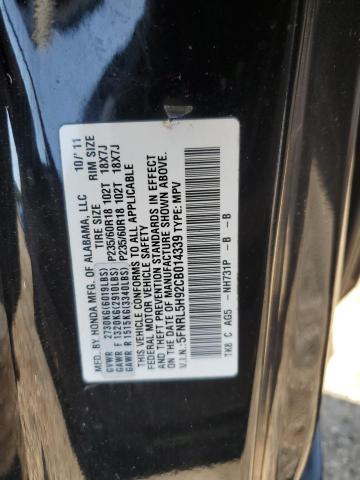 MFD. BY HONDA MFG. OF ALABAMA, LLC 10/ 11
TIRE SIZE RIM SIZE
GVWR 2730KG(6019LBS)
GAWR F 1320KG(2910LBS) P235/60R18 102T 18X7J
GAWR R 1515KG(3340LBS) P235/60R18 102T 18X7J
THIS VEHICLE CONFORMS TO ALL APPLICABLE
FEDERAL MOTOR VEHICLE SAFETY
AND THEFT PREVENTION STANDARDS IN EFFECT
ON THE DATE OF MANUFACTURE SHOWN ABOVE.
V.I.N.:5FNRL5H92CB014339 TYPE: MPV
TK8 C AG5 -NH731P -B -B